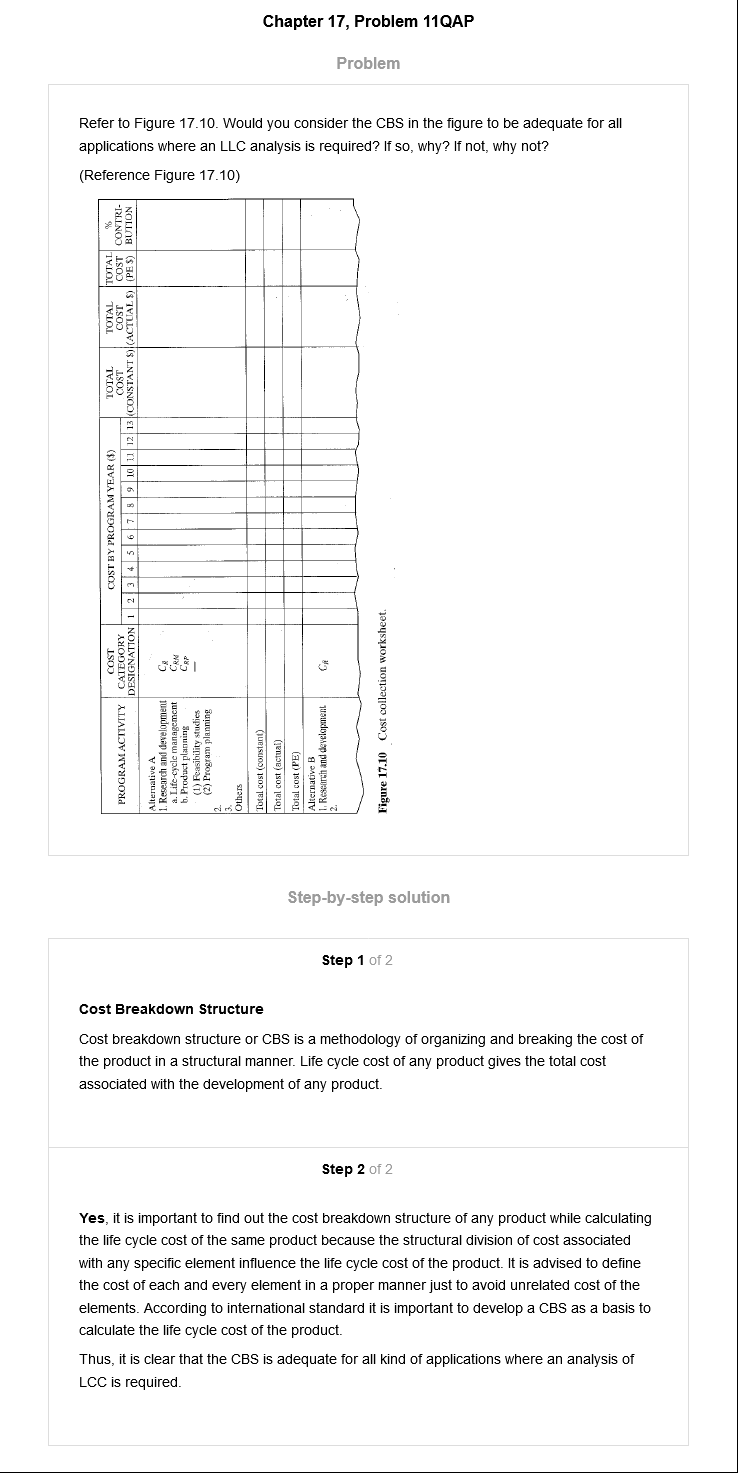 Chapter 17, Problem 11QAP
Problem
Refer to Figure 17.10. Would you consider the CBS in the figure to be adequate for all
applications where an LLC analysis is required? If so, why? If not, why not?
(Reference Figure 17.10)
PROGRAM ACTIVITY
COST
CATEGORY
DESIGNATION
COST BY PROGRAM YEAR ($)
1 2 3 4 5 6 7 8 9 10 11 12 13
TOTAL
COST
(CONSTANT $)
TOTAL
COST
(ACTUAL $)
TOTAL
COST
(PE $)
%
CONTRI-
BUTION
Alternative A
1. Research and development C_R
a. Life-cycle management C_RM
b. Product planning C_RP
(1) Feasibility studies
(2) Program planning
2.
3.
Others
Total cost (constant)
Total cost (actual)
Total cost (PE)
Alternative B
1. Research and development C_R
2.
Figure 17.10 Cost collection worksheet.
Step-by-step solution
Step 1 of 2
Cost Breakdown Structure
Cost breakdown structure or CBS is a methodology of organizing and breaking the cost of
the product in a structural manner. Life cycle cost of any product gives the total cost
associated with the development of any product.
Step 2 of 2
Yes, it is important to find out the cost breakdown structure of any product while calculating
the life cycle cost of the same product because the structural division of cost associated
with any specific element influence the life cycle cost of the product. It is advised to define
the cost of each and every element in a proper manner just to avoid unrelated cost of the
elements. According to international standard it is important to develop a CBS as a basis to
calculate the life cycle cost of the product.
Thus, it is clear that the CBS is adequate for all kind of applications where an analysis of
LCC is required.